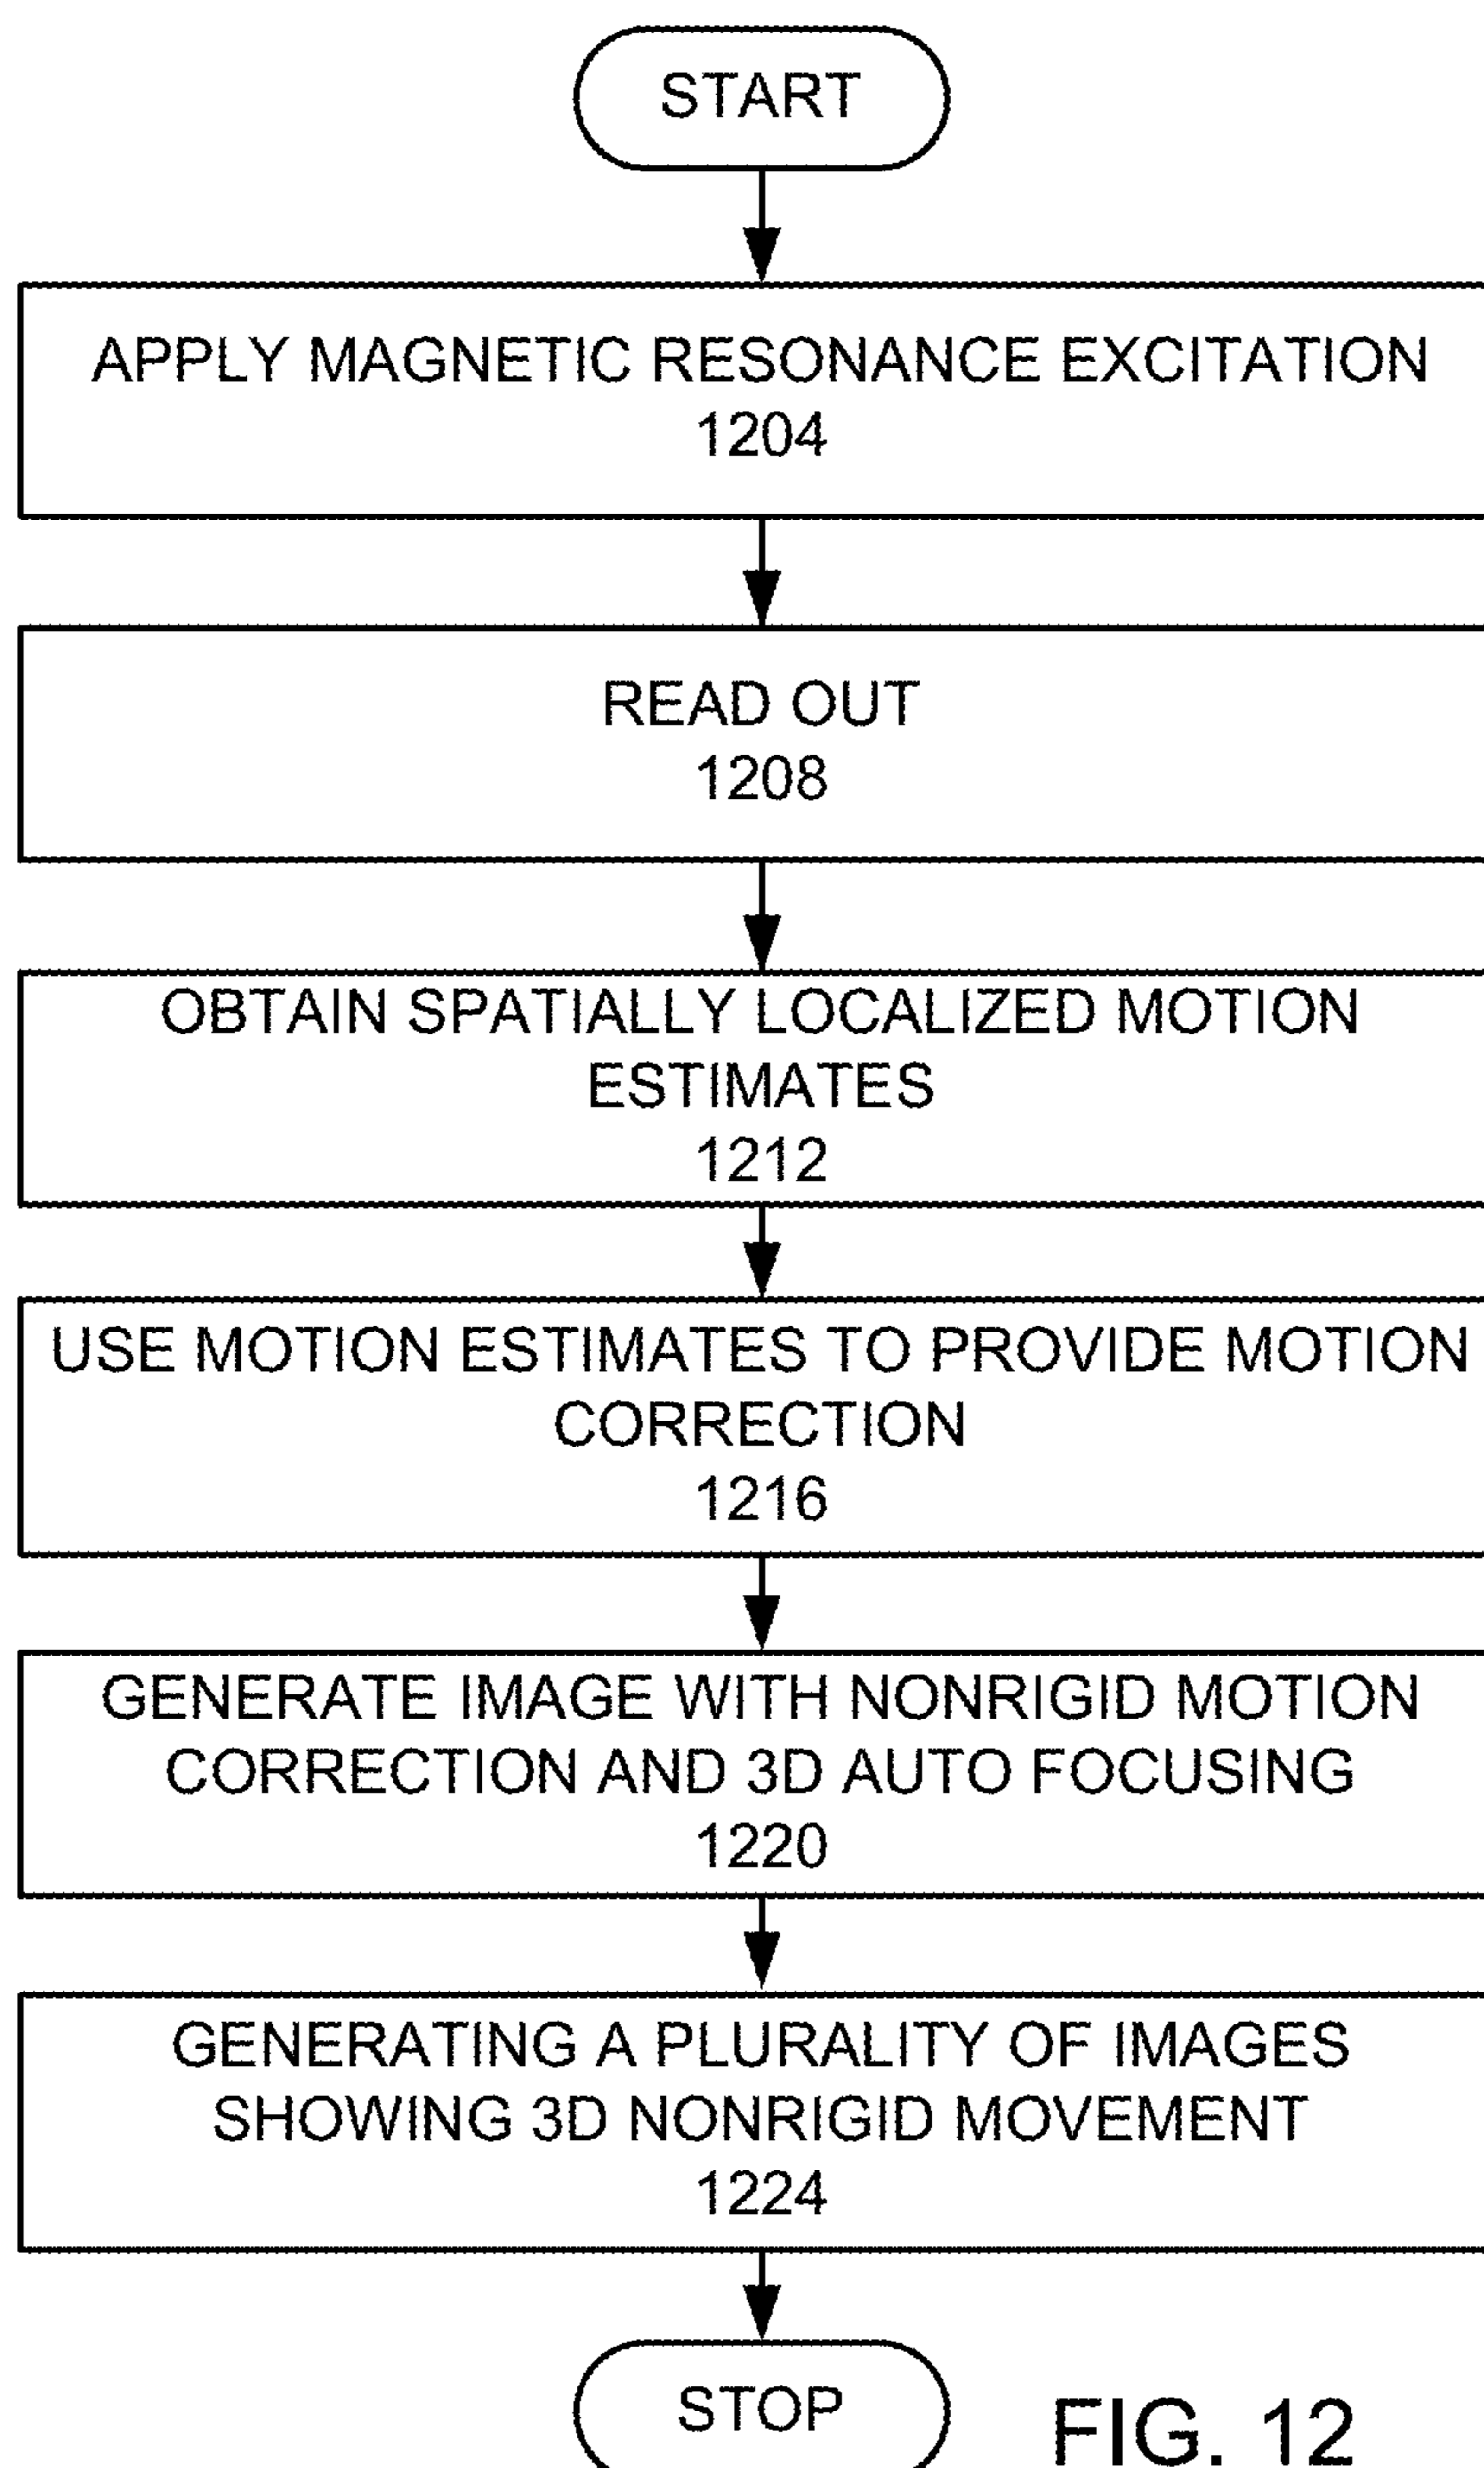 START
APPLY MAGNETIC RESONANCE EXCITATION
1204
READ OUT
1208
OBTAIN SPATIALLY LOCALIZED MOTION
ESTIMATES
1212
USE MOTION ESTIMATES TO PROVIDE MOTION
CORRECTION
1216
GENERATE IMAGE WITH NONRIGID MOTION
CORRECTION AND 3D AUTO FOCUSING
1220
GENERATING A PLURALITY OF IMAGES
SHOWING 3D NONRIGID MOVEMENT
1224
STOP
FIG. 12